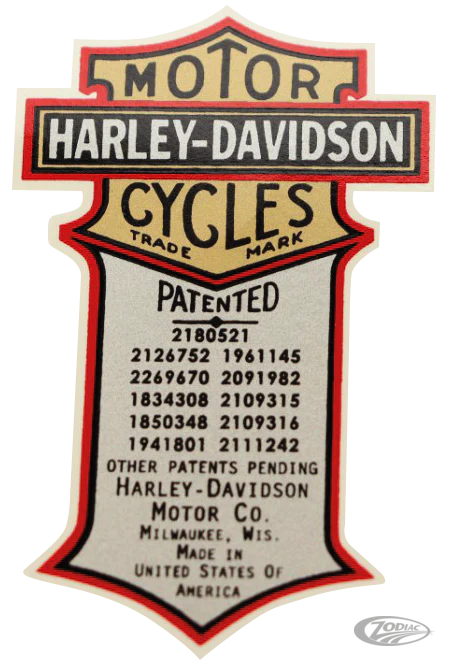 MOTOR
HARLEY-DAVIDSON
CYCLES
TRADE MARK
PATENTED
2180521
2126752 1961145
2269670 2091982
1834308 2109315
1850348 2109316
1941801 2111242
OTHER PATENTS PENDING
HARLEY-DAVIDSON
MOTOR CO.
MILWAUKEE, WIS.
MADE IN
UNITED STATES OF
AMERICA
ZODIAC